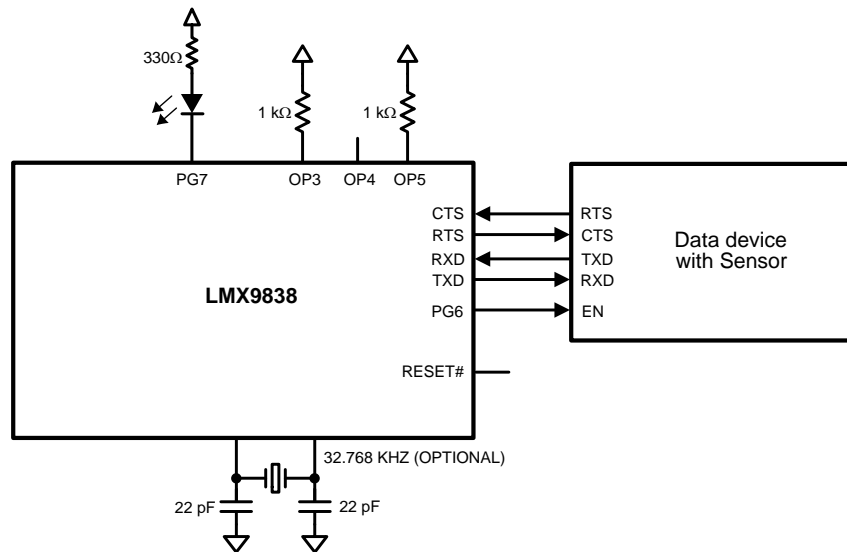 330Ω
1 kΩ
1 kΩ
PG7
OP3
OP4
OP5
CTS
RTS
RXD
TXD
PG6
RESET#
LMX9838
RTS
CTS
TXD
RXD
EN
Data device
with Sensor
32.768 KHZ (OPTIONAL)
22 pF
22 pF